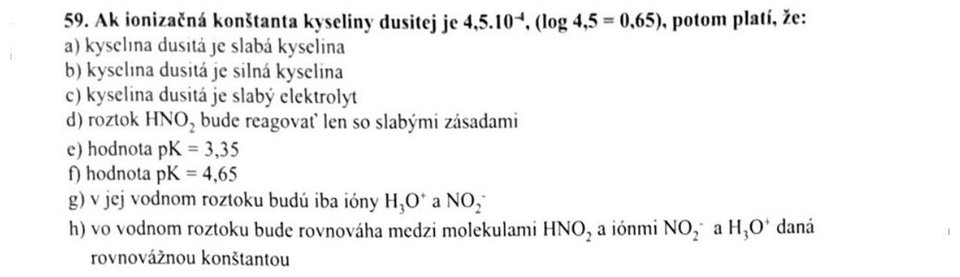 59. Ak ionizačná konštanta kyseliny dusitej je 4,5.10⁻⁴, (log 4,5 = 0,65), potom platí, že:
a) kyselina dusitá je slabá kyselina
b) kyselina dusitá je silná kyselina
c) kyselina dusitá je slabý elektrolyt
d) roztok HNO₂ bude reagovať len so slabými zásadami
e) hodnota pK = 3,35
f) hodnota pK = 4,65
g) v jej vodnom roztoku budú iba ióny H₃O⁺ a NO₂⁻
h) vo vodnom roztoku bude rovnováha medzi molekulami HNO₂ a iónmi NO₂⁻ a H₃O⁺ daná
rovnovážnou konštantou